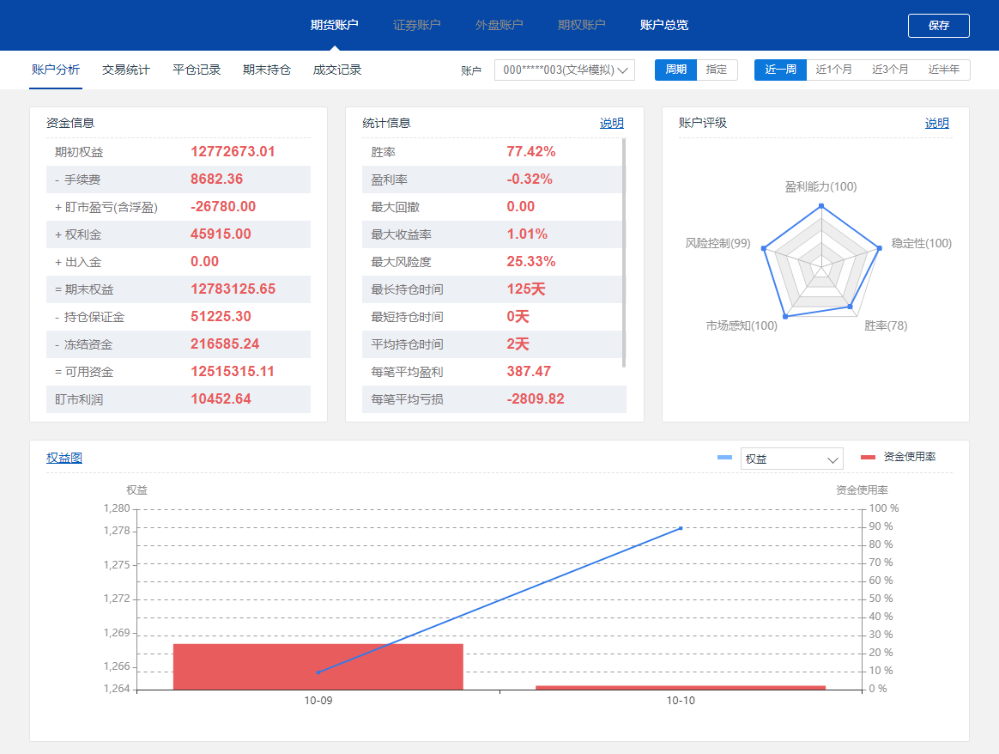 期货账户 证券账户 外盘账户 期权账户 账户总览 保存
账户分析 交易统计 平仓记录 期末持仓 成交记录 账户 000*****003(文华模拟) 周期 指定 近一周 近1个月 近3个月 近半年
资金信息
期初权益 12772673.01
- 手续费 8682.36
+ 盯市盈亏(含浮盈) -26780.00
+ 权利金 45915.00
+ 出入金 0.00
= 期末权益 12783125.65
- 持仓保证金 51225.30
- 冻结资金 216585.24
= 可用资金 12515315.11
盯市利润 10452.64
统计信息 说明
胜率 77.42%
盈利率 -0.32%
最大回撤 0.00
最大收益率 1.01%
最大风险度 25.33%
最长持仓时间 125天
最短持仓时间 0天
平均持仓时间 2天
每笔平均盈利 387.47
每笔平均亏损 -2809.82
账户评级 说明
盈利能力(100)
风险控制(99) 稳定性(100)
市场感知(100) 胜率(78)
权益图 权益 资金使用率
权益 资金使用率
1,280 100 %
1,278 90 %
80 %
1,275 70 %
60 %
1,272 50 %
40 %
1,269 30 %
20 %
1,266 10 %
1,264 0 %
10-09 10-10